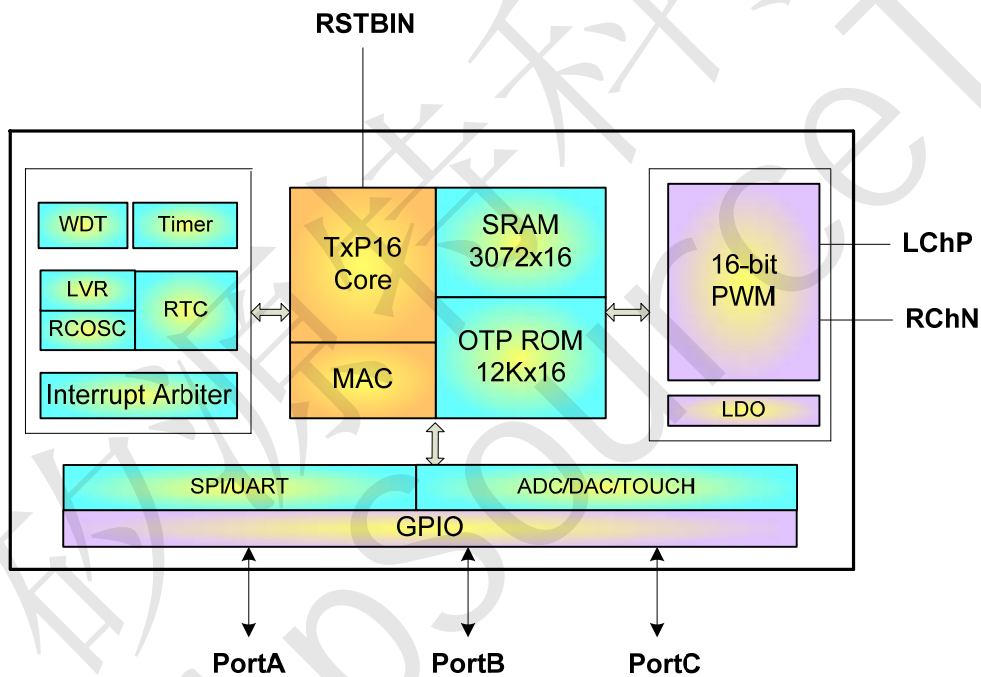 RSTBIN
WDT
Timer
LVR
RCOSC
RTC
Interrupt Arbiter
TxP16
Core
MAC
SRAM
3072x16
OTP ROM
12Kx16
16-bit
PWM
LDO
LChP
RChN
SPI/UART
ADC/DAC/TOUCH
GPIO
PortA
PortB
PortC